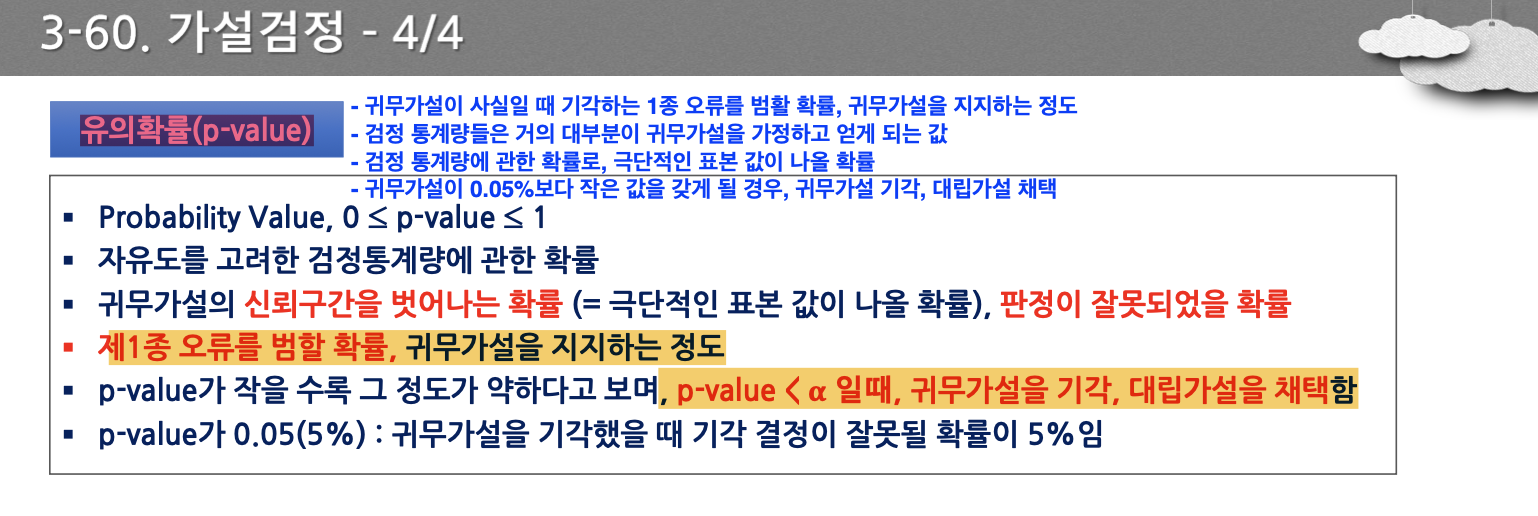 3-60. 가설검정 - 4/4
유의확률(p-value)
- 귀무가설이 사실일 때 기각하는 1종 오류를 범활 확률, 귀무가설을 지지하는 정도
- 검정 통계량들은 거의 대부분이 귀무가설을 가정하고 얻게 되는 값
- 검정 통계량에 관한 확률로, 극단적인 표본 값이 나올 확률
- 귀무가설이 0.05%보다 작은 값을 갖게 될 경우, 귀무가설 기각, 대립가설 채택
▪ Probability Value, 0 ≤ p-value ≤ 1
▪ 자유도를 고려한 검정통계량에 관한 확률
▪ 귀무가설의 신뢰구간을 벗어나는 확률 (= 극단적인 표본 값이 나올 확률), 판정이 잘못되었을 확률
▪ 제1종 오류를 범할 확률, 귀무가설을 지지하는 정도
▪ p-value가 작을 수록 그 정도가 약하다고 보며, p-value < α 일때, 귀무가설을 기각, 대립가설을 채택함
▪ p-value가 0.05(5%) : 귀무가설을 기각했을 때 기각 결정이 잘못될 확률이 5%임